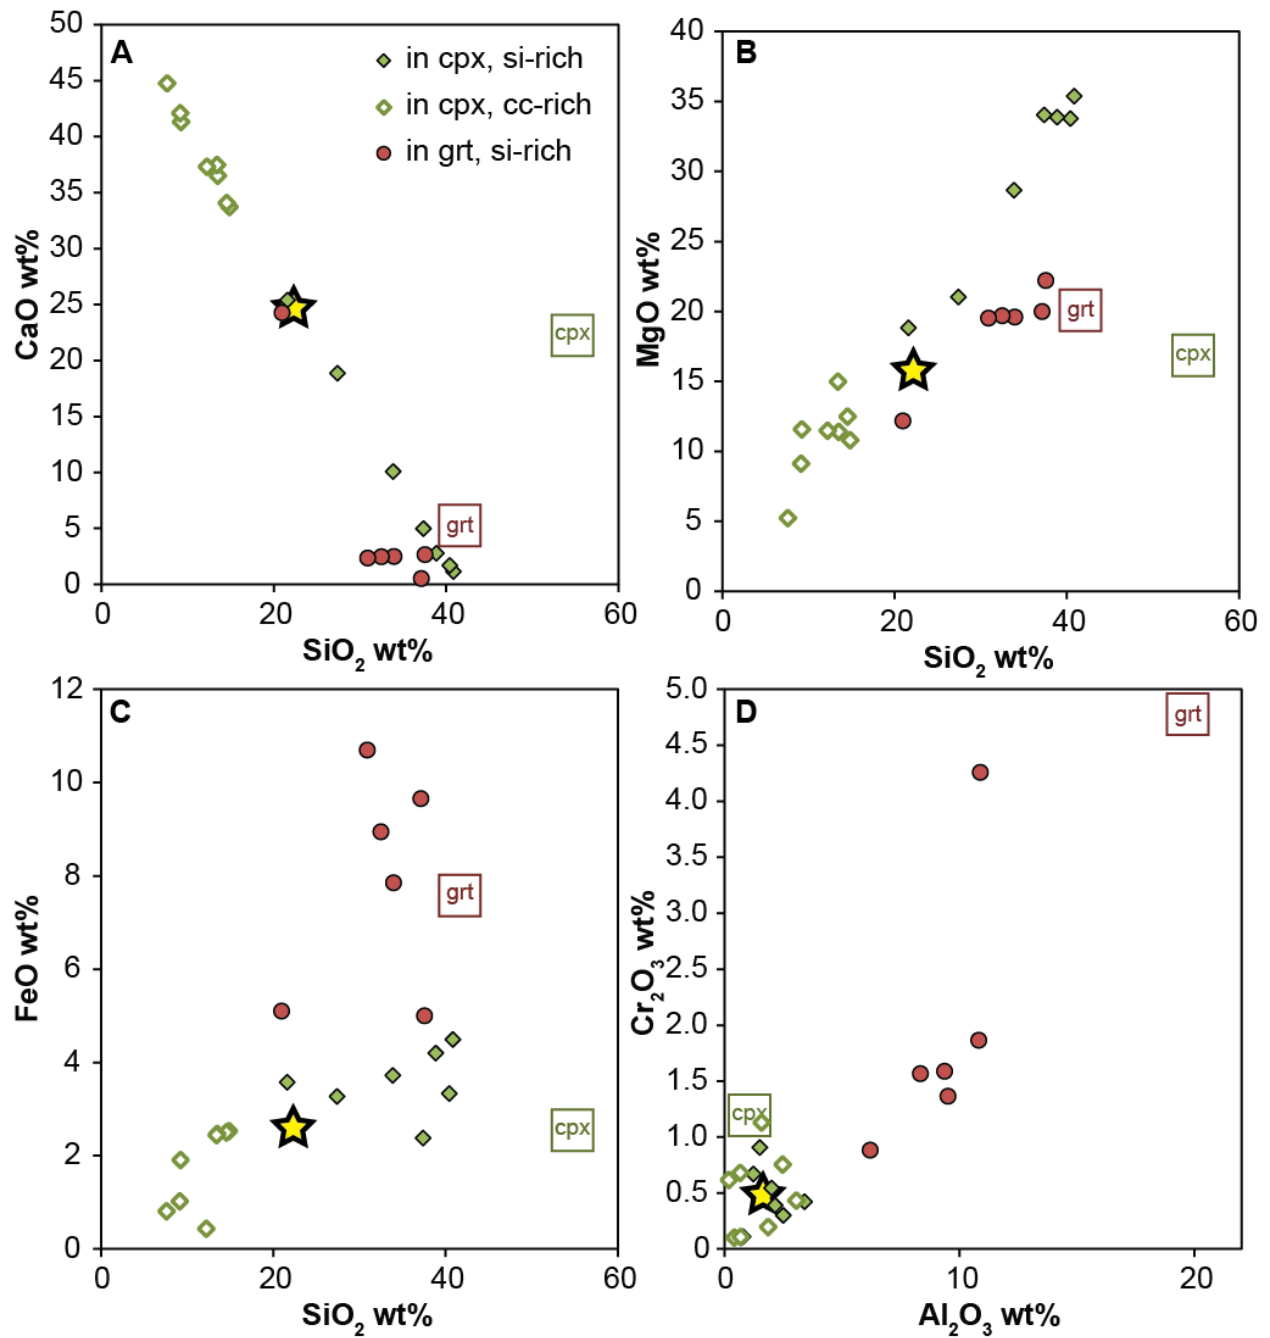 A
in cpx, si-rich
in cpx, cc-rich
in grt, si-rich
50
45
40
35
30
25
20
15
10
5
0
CaO wt%
cpx
grt
0
20
40
60
SiO₂ wt%
B
40
35
30
25
20
15
10
5
0
MgO wt%
grt
cpx
0
20
40
60
SiO₂ wt%
C
12
10
8
6
4
2
0
FeO wt%
grt
cpx
0
20
40
60
SiO₂ wt%
D
5.0
4.5
4.0
3.5
3.0
2.5
2.0
1.5
1.0
0.5
0
Cr₂O₃ wt%
grt
cpx
0
10
20
Al₂O₃ wt%